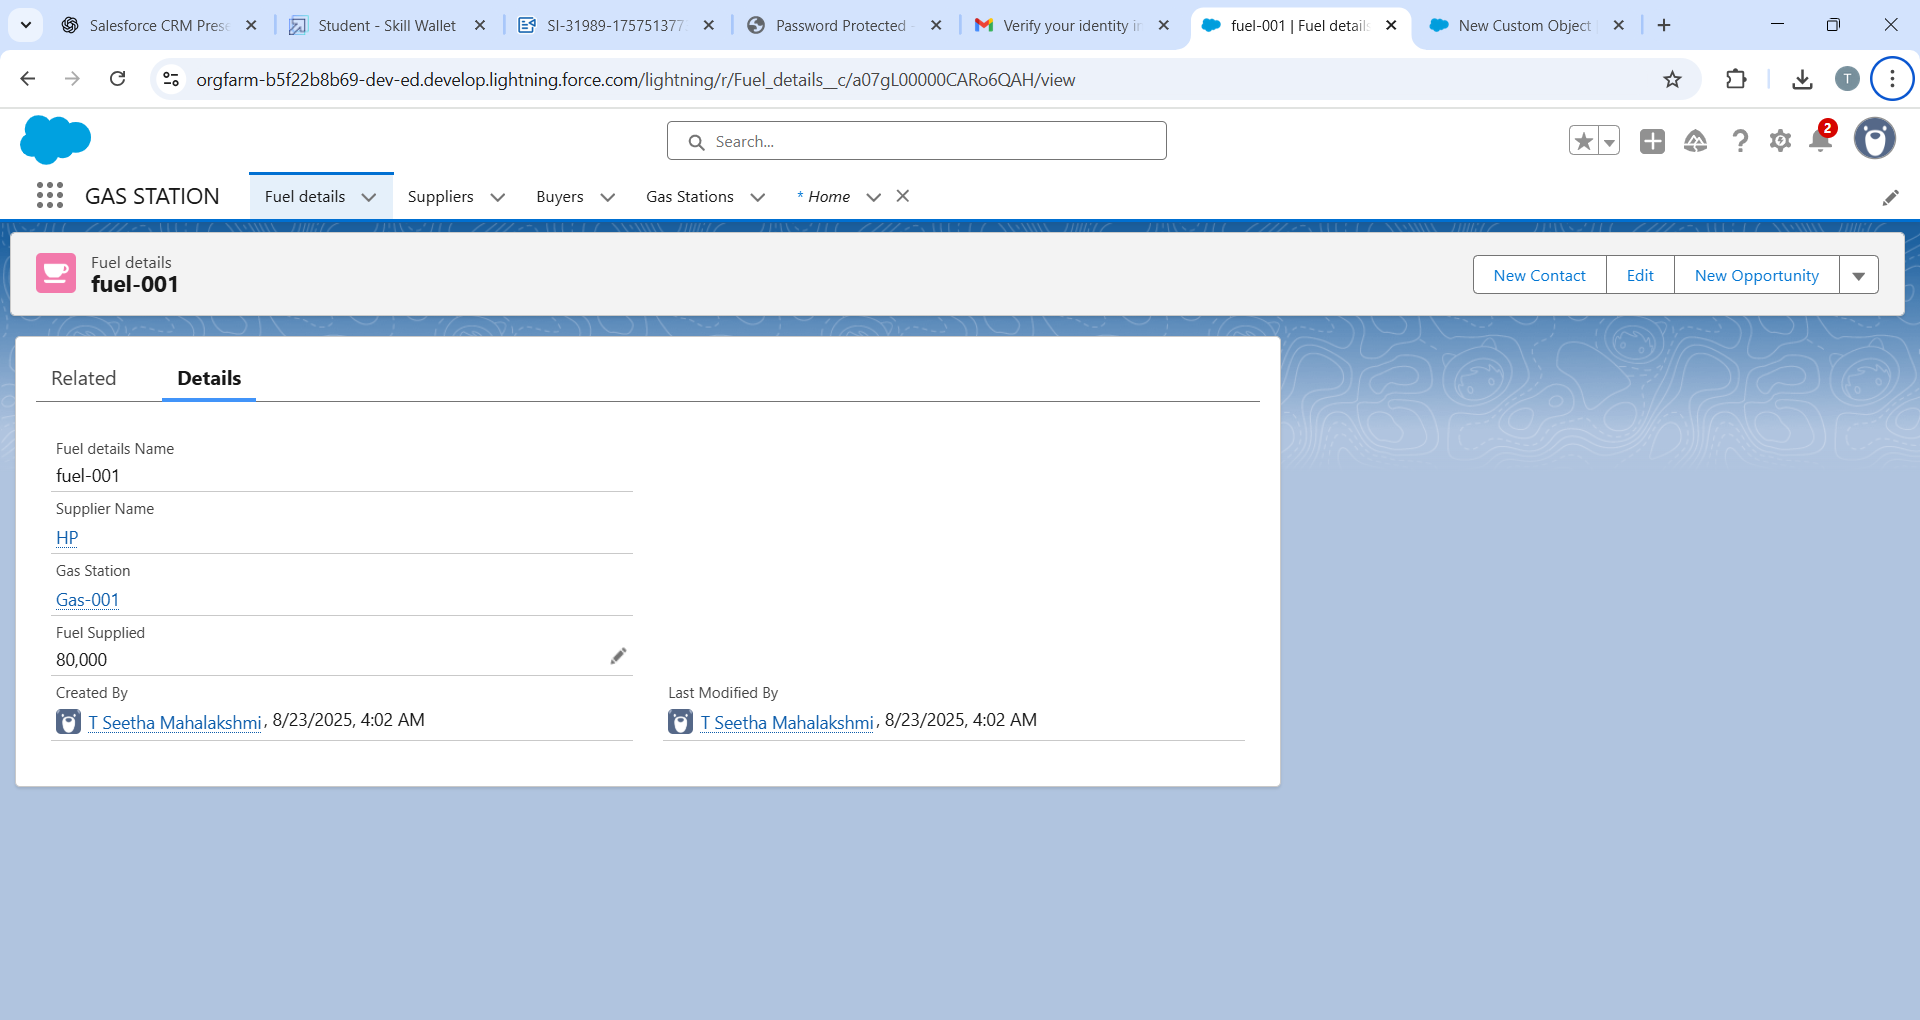 Salesforce CRM Prese
Student - Skill Wallet
SI-31989-175751377
Password Protected -
Verify your identity in
fuel-001 | Fuel details
New Custom Object
orgfarm-b5f22b8b69-dev-ed.develop.lightning.force.com/lightning/r/Fuel_details__c/a07gL00000CARo6QAH/view
T
Search...
2
GAS STATION
Fuel details
Suppliers
Buyers
Gas Stations
* Home
Fuel details
fuel-001
New Contact
Edit
New Opportunity
Related
Details
Fuel details Name
fuel-001
Supplier Name
HP
Gas Station
Gas-001
Fuel Supplied
80,000
Created By
T Seetha Mahalakshmi, 8/23/2025, 4:02 AM
Last Modified By
T Seetha Mahalakshmi, 8/23/2025, 4:02 AM